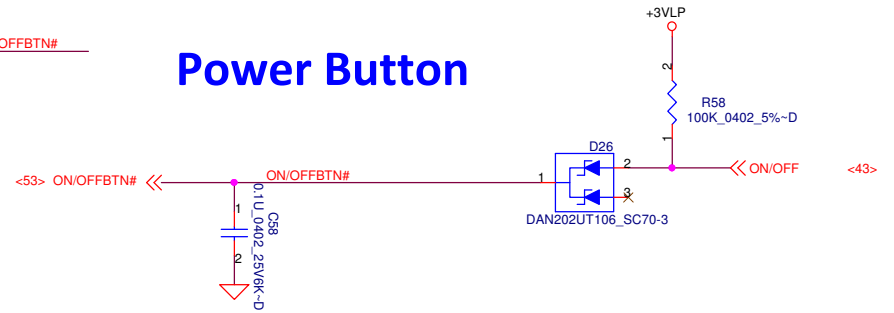 +3VLP
OFFBTN#
Power Button
2
R58
100K_0402_5%~D
1
D26
<53> ON/OFFBTN#
ON/OFFBTN#
1
2
ON/OFF
<43>
3
DAN202UT106_SC70-3
1
2
C58
0.1U_0402_25V6K~D